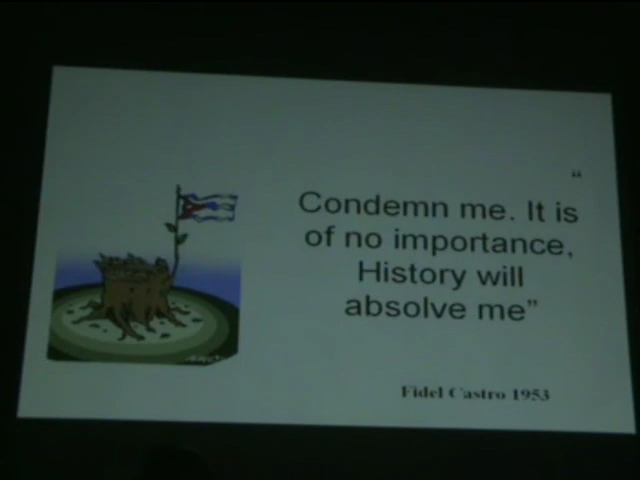 “
Condemn me. It is
of no importance,
History will
absolve me”
Fidel Castro 1953